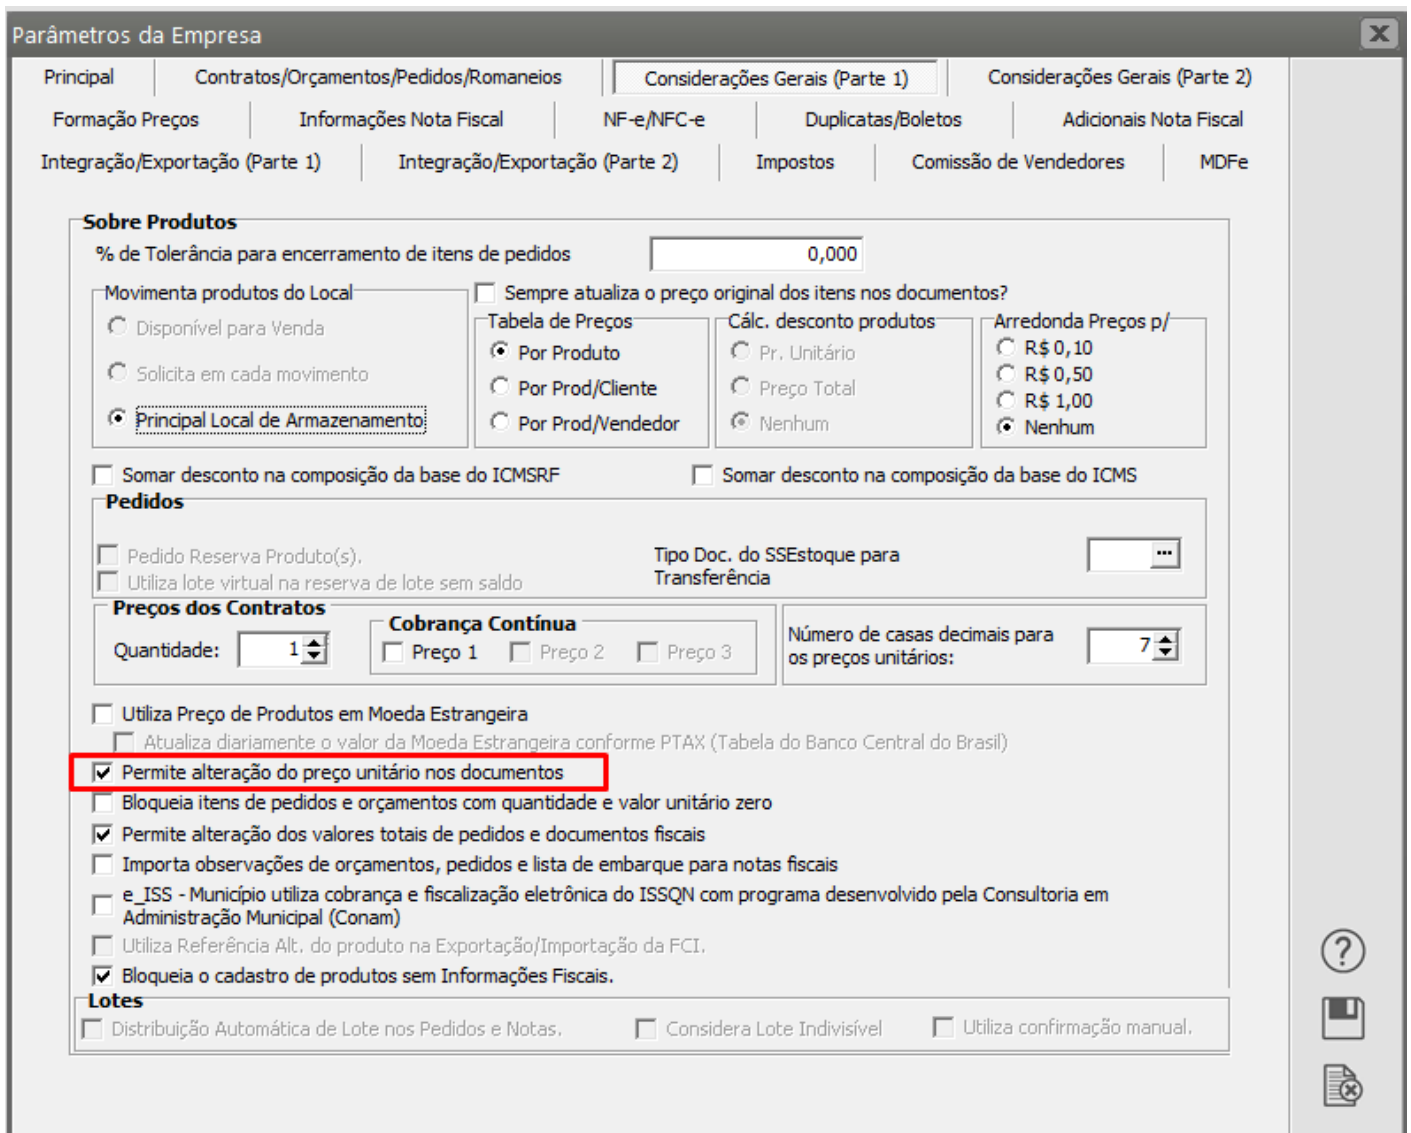 Parâmetros da Empresa
Principal
Contratos/Orçamentos/Pedidos/Romaneios
Considerações Gerais (Parte 1)
Considerações Gerais (Parte 2)
Formação Preços
Informações Nota Fiscal
NF-e/NFC-e
Duplicatas/Boletos
Adicionais Nota Fiscal
Integração/Exportação (Parte 1)
Integração/Exportação (Parte 2)
Impostos
Comissão de Vendedores
MDFe
Sobre Produtos
% de Tolerância para encerramento de itens de pedidos
0,000
Movimenta produtos do Local
Disponível para Venda
Solicita em cada movimento
Principal Local de Armazenamento
Sempre atualiza o preço original dos itens nos documentos?
Tabela de Preços
Por Produto
Por Prod/Cliente
Por Prod/Vendedor
Cálc. desconto produtos
Pr. Unitário
Preço Total
Nenhum
Arredonda Preços p/
R$ 0,10
R$ 0,50
R$ 1,00
Nenhum
Somar desconto na composição da base do ICMSRF
Somar desconto na composição da base do ICMS
Pedidos
Pedido Reserva Produto(s).
Utiliza lote virtual na reserva de lote sem saldo
Tipo Doc. do SSEstoque para
Transferência
...
Preços dos Contratos
Quantidade:
1
Cobrança Contínua
Preço 1
Preço 2
Preço 3
Número de casas decimais para
os preços unitários:
7
Utiliza Preço de Produtos em Moeda Estrangeira
Atualiza diariamente o valor da Moeda Estrangeira conforme PTAX (Tabela do Banco Central do Brasil)
Permite alteração do preço unitário nos documentos
Bloqueia itens de pedidos e orçamentos com quantidade e valor unitário zero
Permite alteração dos valores totais de pedidos e documentos fiscais
Importa observações de orçamentos, pedidos e lista de embarque para notas fiscais
e_ISS - Município utiliza cobrança e fiscalização eletrônica do ISSQN com programa desenvolvido pela Consultoria em
Administração Municipal (Conam)
Utiliza Referência Alt. do produto na Exportação/Importação da FCI.
Bloqueia o cadastro de produtos sem Informações Fiscais.
Lotes
Distribuição Automática de Lote nos Pedidos e Notas.
Considera Lote Indivisível
Utiliza confirmação manual.